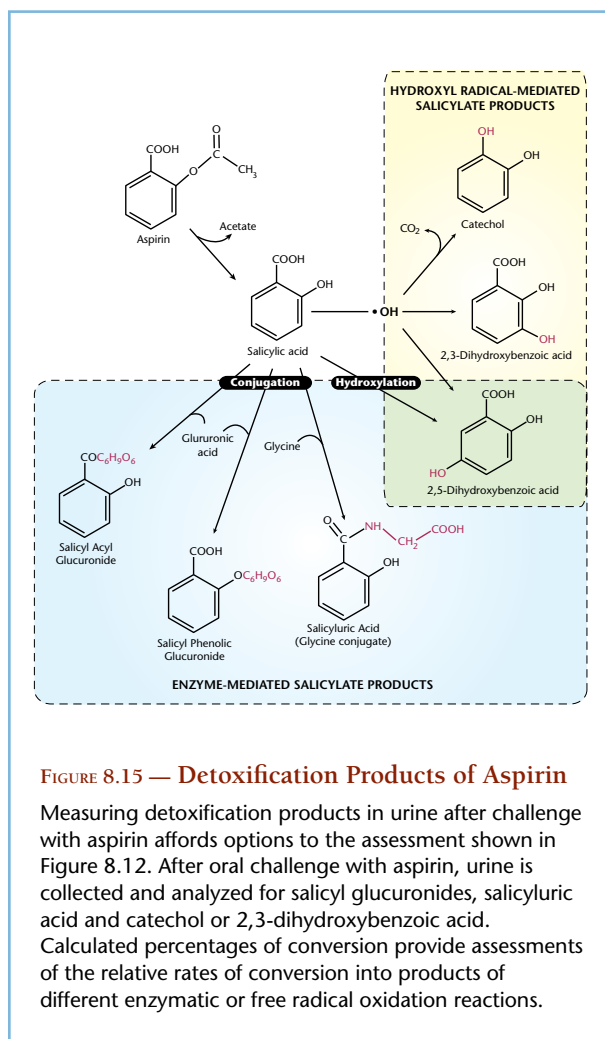 HYDROXYL RADICAL-MEDIATED
SALICYLATE PRODUCTS
O
COOH
C
O
CH3
Aspirin
Acetate
OH
OH
Catechol
CO2
COOH
OH
Salicylic acid
• OH
COOH
OH
OH
2,3-Dihydroxybenzoic acid
Conjugation
Hydroxylation
Glururonic
acid
Glycine
COOH
OH
HO
2,5-Dihydroxybenzoic acid
COC6H9O6
OH
Salicyl Acyl
Glucuronide
COOH
OC6H9O6
Salicyl Phenolic
Glucuronide
O
C
NH
CH2
COOH
OH
Salicyluric Acid
(Glycine conjugate)
ENZYME-MEDIATED SALICYLATE PRODUCTS
FIGURE 8.15 — Detoxification Products of Aspirin
Measuring detoxification products in urine after challenge
with aspirin affords options to the assessment shown in
Figure 8.12. After oral challenge with aspirin, urine is
collected and analyzed for salicyl glucuronides, salicyluric
acid and catechol or 2,3-dihydroxybenzoic acid.
Calculated percentages of conversion provide assessments
of the relative rates of conversion into products of
different enzymatic or free radical oxidation reactions.